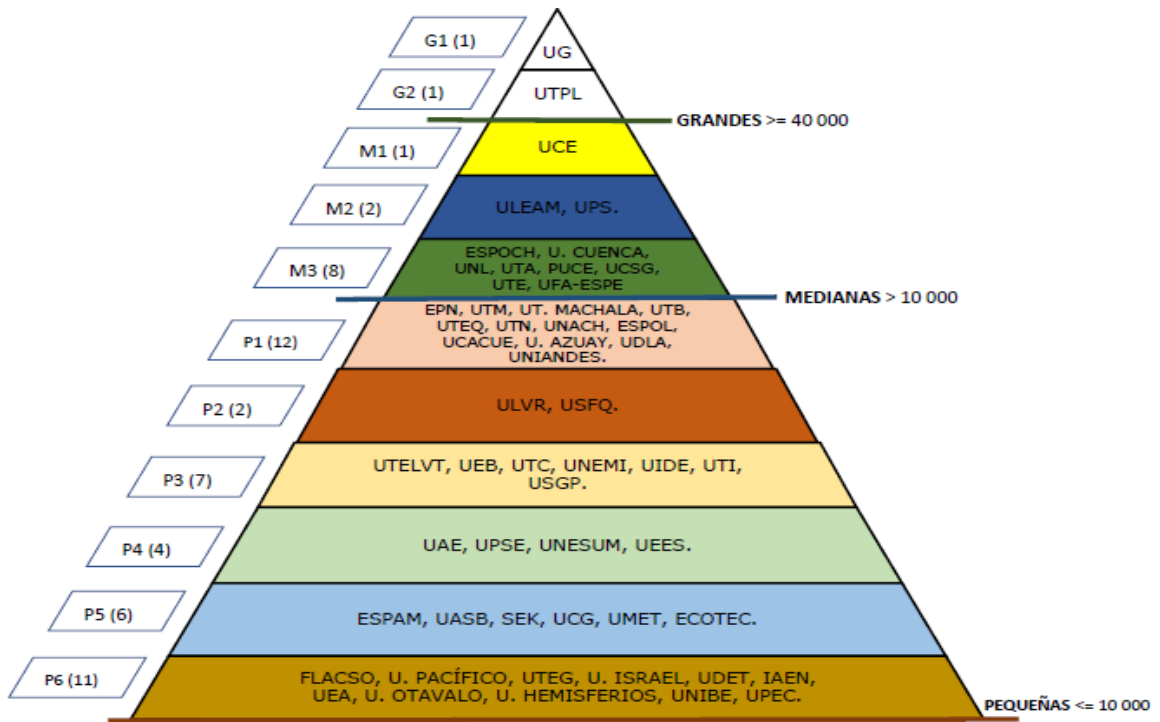 G1 (1)
UG
G2 (1)
UTPL
GRANDES >= 40 000
M1 (1)
UCE
M2 (2)
ULEAM, UPS.
M3 (8)
ESPOCH, U. CUENCA,
UNL, UTA, PUCE, UCSG,
UTE, UFA-ESPE
MEDIANAS > 10 000
P1 (12)
EPN, UTM, UT. MACHALA, UTB,
UTEQ, UTN, UNACH, ESPOL,
UCACUE, U. AZUAY, UDLA,
UNIANDES.
P2 (2)
ULVR, USFQ.
P3 (7)
UTELVT, UEB, UTC, UNEMI, UIDE, UTI,
USGP.
P4 (4)
UAE, UPSE, UNESUM, UEES.
P5 (6)
ESPAM, UASB, SEK, UCG, UMET, ECOTEC.
P6 (11)
FLACSO, U. PACÍFICO, UTEG, U. ISRAEL, UDET, IAEN,
UEA, U. OTAVALO, U. HEMISFERIOS, UNIBE, UPEC.
PEQUEÑAS <= 10 000